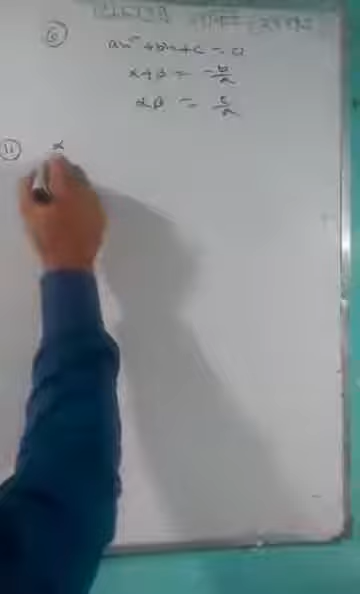 (i) ax² + bx + c = 0
α + β = -b/a
αβ = c/a
(ii) α